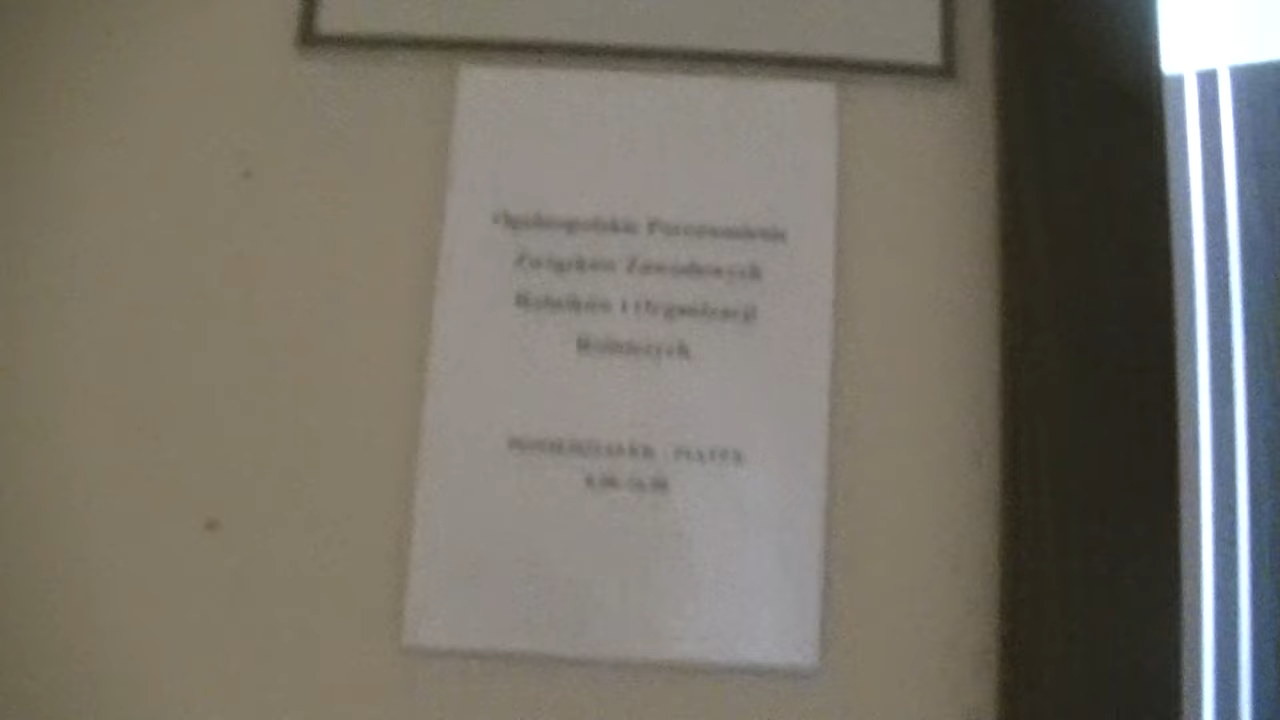 Ogólnopolskie Porozumienie
Związków Zawodowych
Rolników i Organizacji
Rolniczych
PONIEDZIAŁEK - PIĄTEK